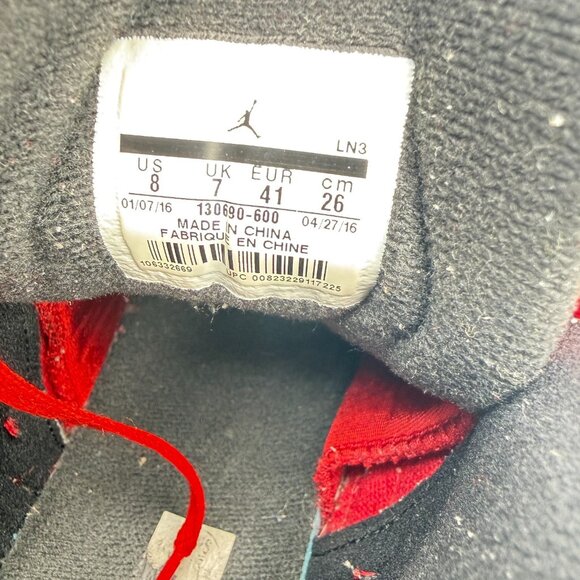 LN3
US UK EUR cm
8 7 41 26
01/07/16 130690-600 04/27/16
MADE IN CHINA
FABRIQUE EN CHINE
106332669 UPC 00823229117225